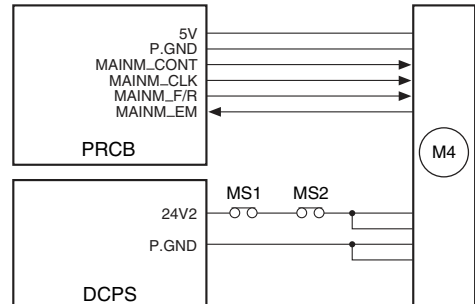 5V
P.GND
MAINM_CONT
MAINM_CLK
MAINM_F/R
MAINM_EM
PRCB
M4
MS1 MS2
24V2
P.GND
DCPS